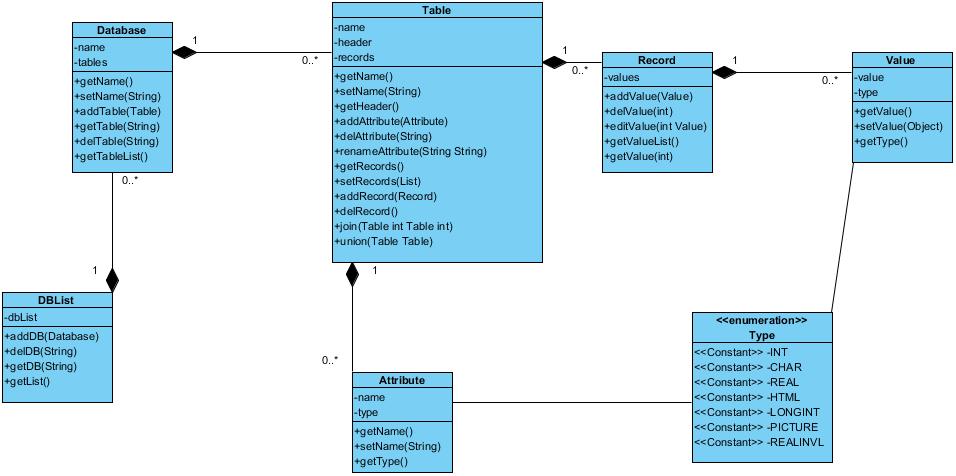 Database
-name
-tables
+getName()
+setName(String)
+addTable(Table)
+getTable(String)
+delTable(String)
+getTableList()
1
0..*
Table
-name
-header
-records
+getName()
+setName(String)
+getHeader()
+addAttribute(Attribute)
+delAttribute(String)
+renameAttribute(String String)
+getRecords()
+setRecords(List)
+addRecord(Record)
+delRecord()
+join(Table int Table int)
+union(Table Table)
1
0..*
Record
-values
+addValue(Value)
+delValue(int)
+editValue(int Value)
+getValueList()
+getValue(int)
1
0..*
Value
-value
-type
+getValue()
+setValue(Object)
+getType()
0..*
1
DBList
-dbList
+addDB(Database)
+delDB(String)
+getDB(String)
+getList()
1
0..*
Attribute
-name
-type
+getName()
+setName(String)
+getType()
<<enumeration>>
Type
<<Constant>> -INT
<<Constant>> -CHAR
<<Constant>> -REAL
<<Constant>> -HTML
<<Constant>> -LONGINT
<<Constant>> -PICTURE
<<Constant>> -REALINVL